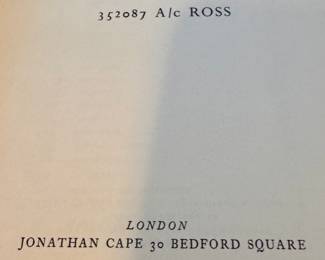 352087 A/c ROSS
LONDON
JONATHAN CAPE 30 BEDFORD SQUARE